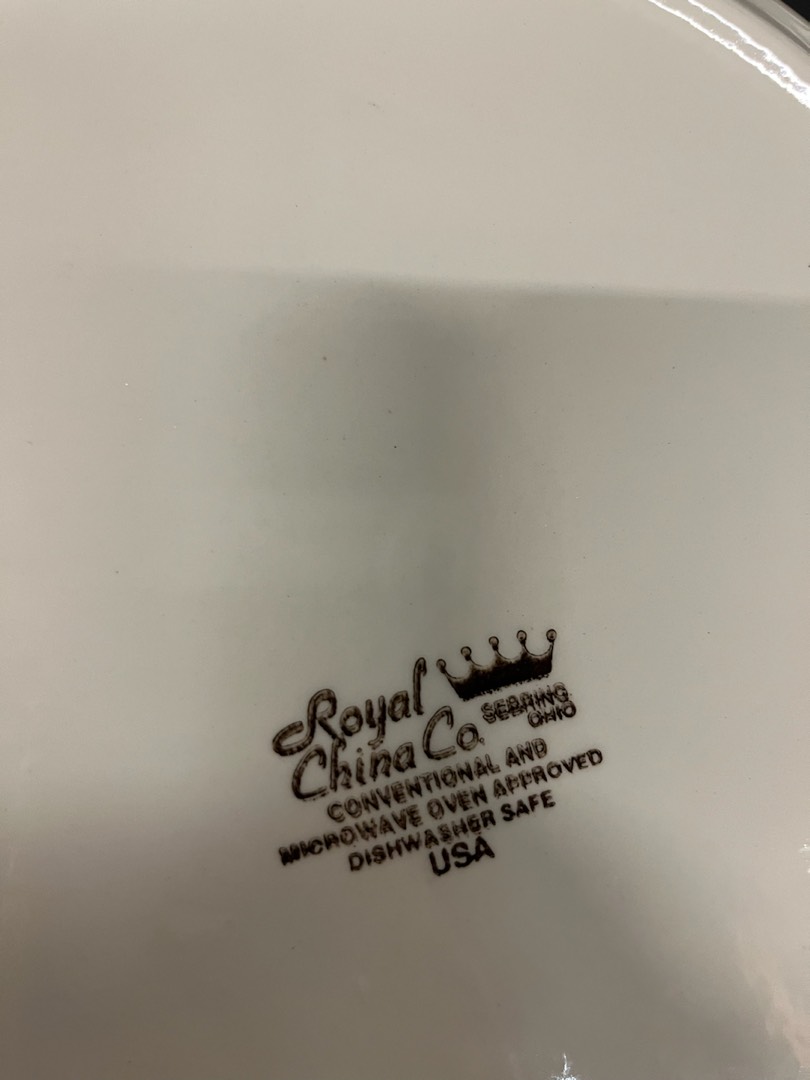 Royal
China Co.
SEBRING
OHIO
CONVENTIONAL AND
MICROWAVE OVEN APPROVED
DISHWASHER SAFE
USA